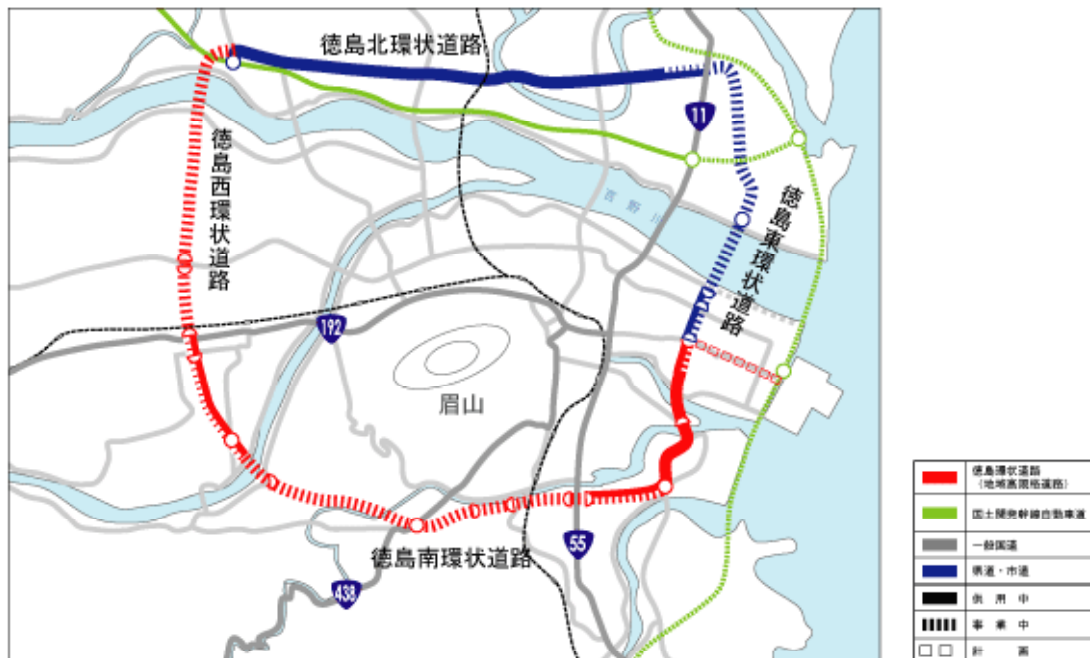 徳島北環状道路
11
徳島西環状道路
吉野川
徳島東環状道路
192
眉山
55
徳島南環状道路
438
徳島環状道路
(地域高規格道路)
国土開発幹線自動車道
一般国道
県道・市道
供用中
事業中
計画